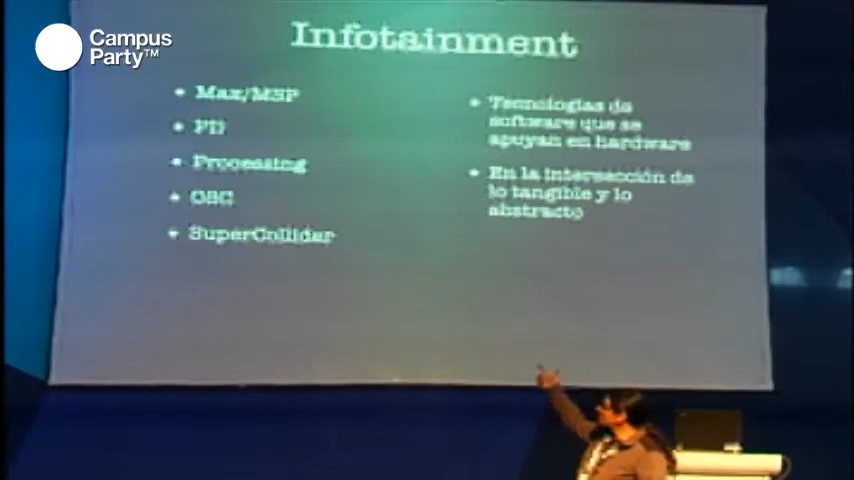 Campus
Party™
Infotainment
• Max/MSP
• PD
• Processing
• OSC
• SuperCollider
• Tecnologías de
software que se
apoyan en hardware
• En la intersección de
lo tangible y lo
abstracto